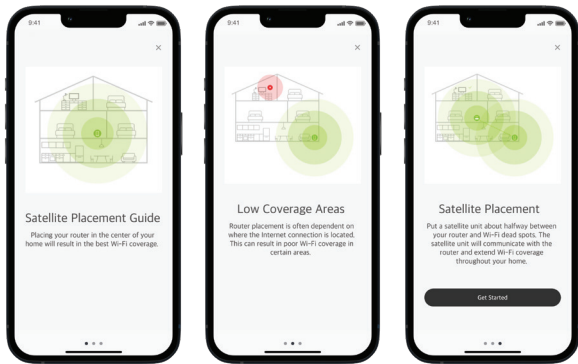 9:41
Satellite Placement Guide
Placing your router in the center of your
home will result in the best Wi-Fi coverage.
9:41
Low Coverage Areas
Router placement is often dependent on
where the Internet connection is located.
This can result in poor Wi-Fi coverage in
certain areas.
9:41
Satellite Placement
Put a satellite unit about halfway between
your router and Wi-Fi dead spots. The
satellite unit will communicate with the
router and extend Wi-Fi coverage
throughout your home.
Get Started